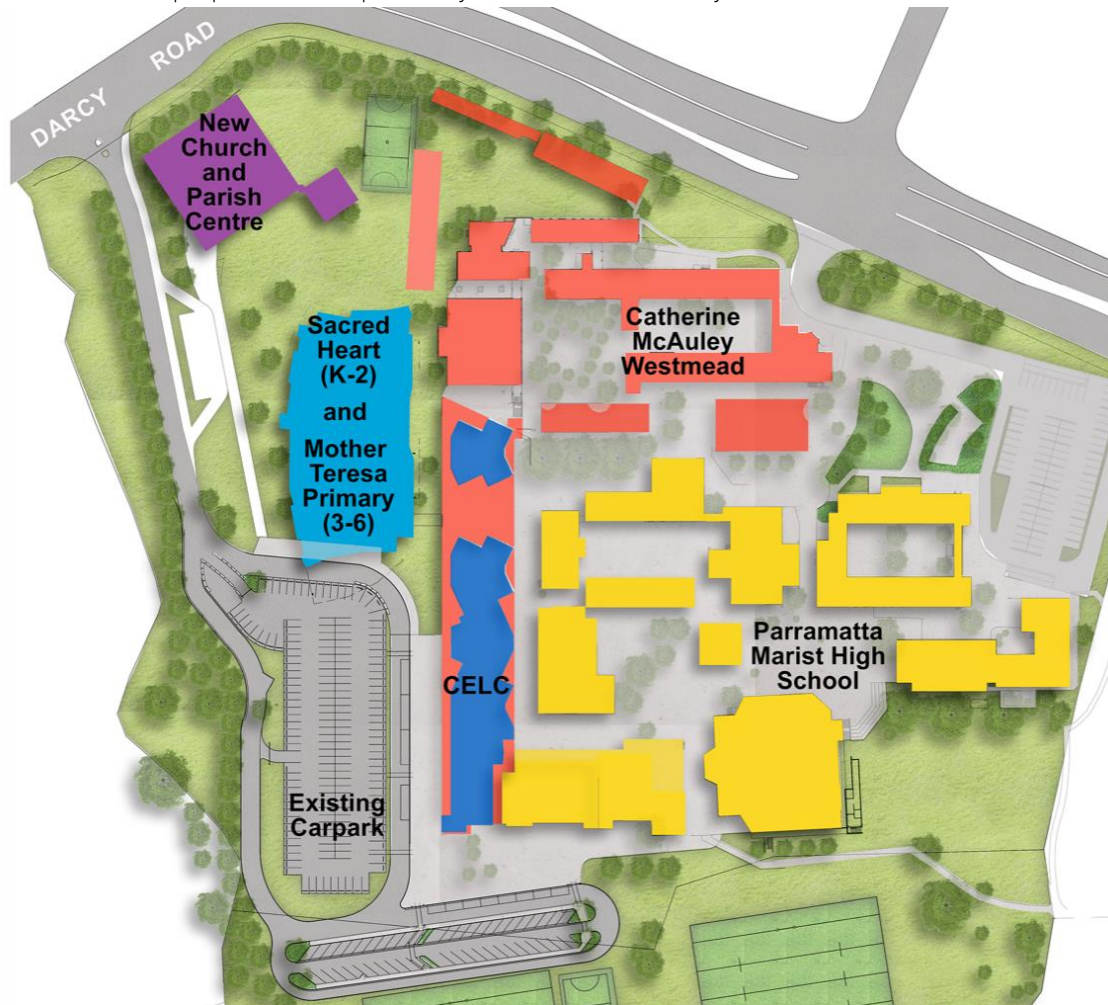 DARCY ROAD
New
Church
and
Parish
Centre
Sacred
Heart
(K-2)
and
Mother
Teresa
Primary
(3-6)
Catherine
McAuley
Westmead
CELC
Parramatta
Marist High
School
Existing
Carpark